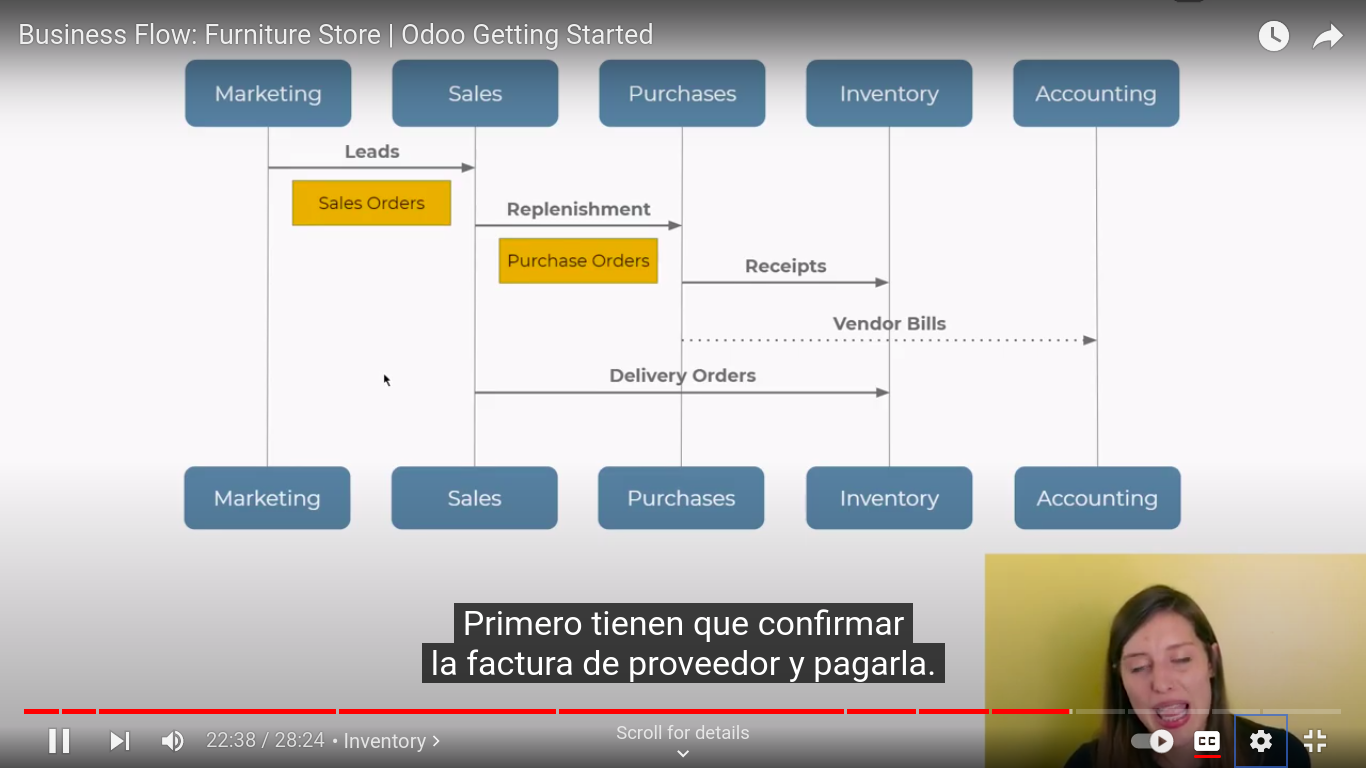 Business Flow: Furniture Store | Odoo Getting Started
Marketing Sales Purchases Inventory Accounting
Leads
Sales Orders
Replenishment
Purchase Orders
Receipts
Vendor Bills
Delivery Orders
Marketing Sales Purchases Inventory Accounting
Primero tienen que confirmar
la factura de proveedor y pagarla.
22:38 / 28:24 • Inventory
Scroll for details
CC